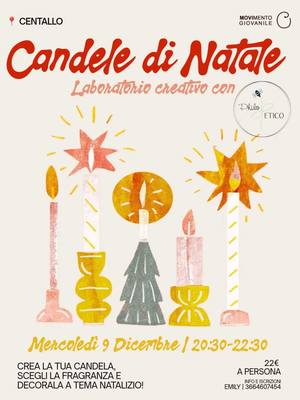 CENTALLO
MOVIMENTO
GIOVANILE
Candele di Natale
Laboratorio creativo con
Philo
ETICO
Mercoledì 9 Dicembre | 20:30-22:30
CREA LA TUA CANDELA,
SCEGLI LA FRAGRANZA E
DECORALA A TEMA NATALIZIO!
22€
A PERSONA
INFO E ISCRIZIONI
EMILY | 3664607454